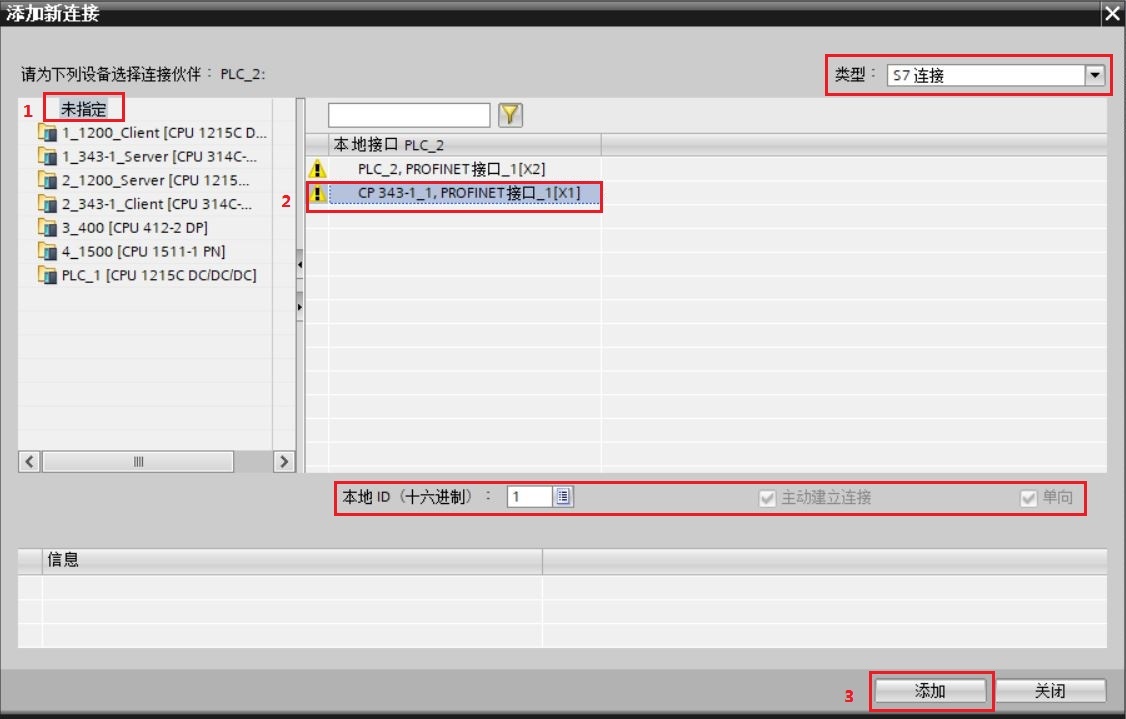 添加新连接
请为下列设备选择连接伙伴： PLC_2:
类型： S7 连接
1 未指定
1_1200_Client [CPU 1215C D...
1_343-1_Server [CPU 314C-...
2_1200_Server [CPU 1215...
2_343-1_Client [CPU 314C-...
3_400 [CPU 412-2 DP]
4_1500 [CPU 1511-1 PN]
PLC_1 [CPU 1215C DC/DC/DC]
本地接口 PLC_2
PLC_2, PROFINET接口_1[X2]
2 CP 343-1_1, PROFINET接口_1[X1]
本地 ID（十六进制）： 1 主动建立连接 单向
信息
3 添加 关闭